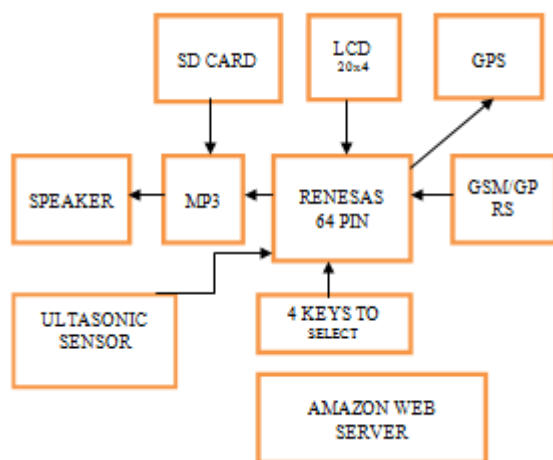 SD CARD
LCD
20x4
GPS
SPEAKER
MP3
RENESAS
64 PIN
GSM/GP
RS
ULTASONIC
SENSOR
4 KEYS TO
SELECT
AMAZON WEB
SERVER